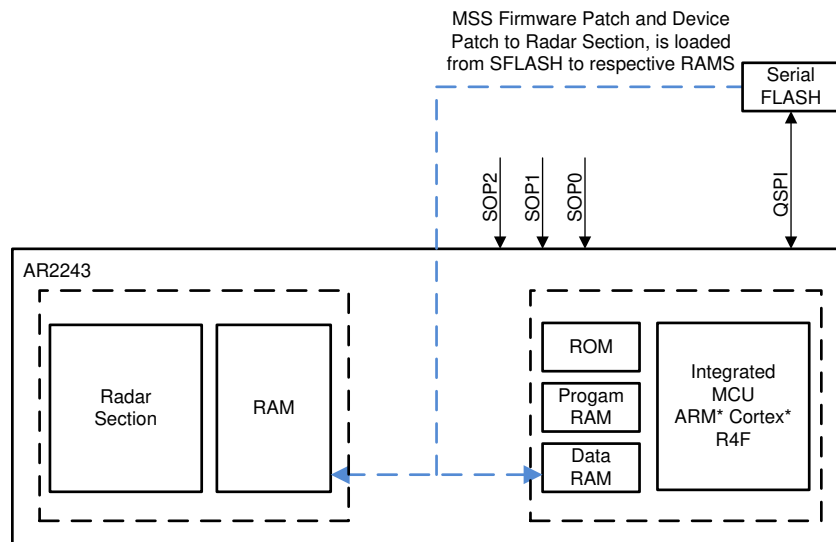 MSS Firmware Patch and Device
Patch to Radar Section, is loaded
from SFLASH to respective RAMS
Serial
FLASH
SOP2
SOP1
SOP0
QSPI
AR2243
Radar
Section
RAM
ROM
Progam
RAM
Data
RAM
Integrated
MCU
ARM* Cortex*
R4F